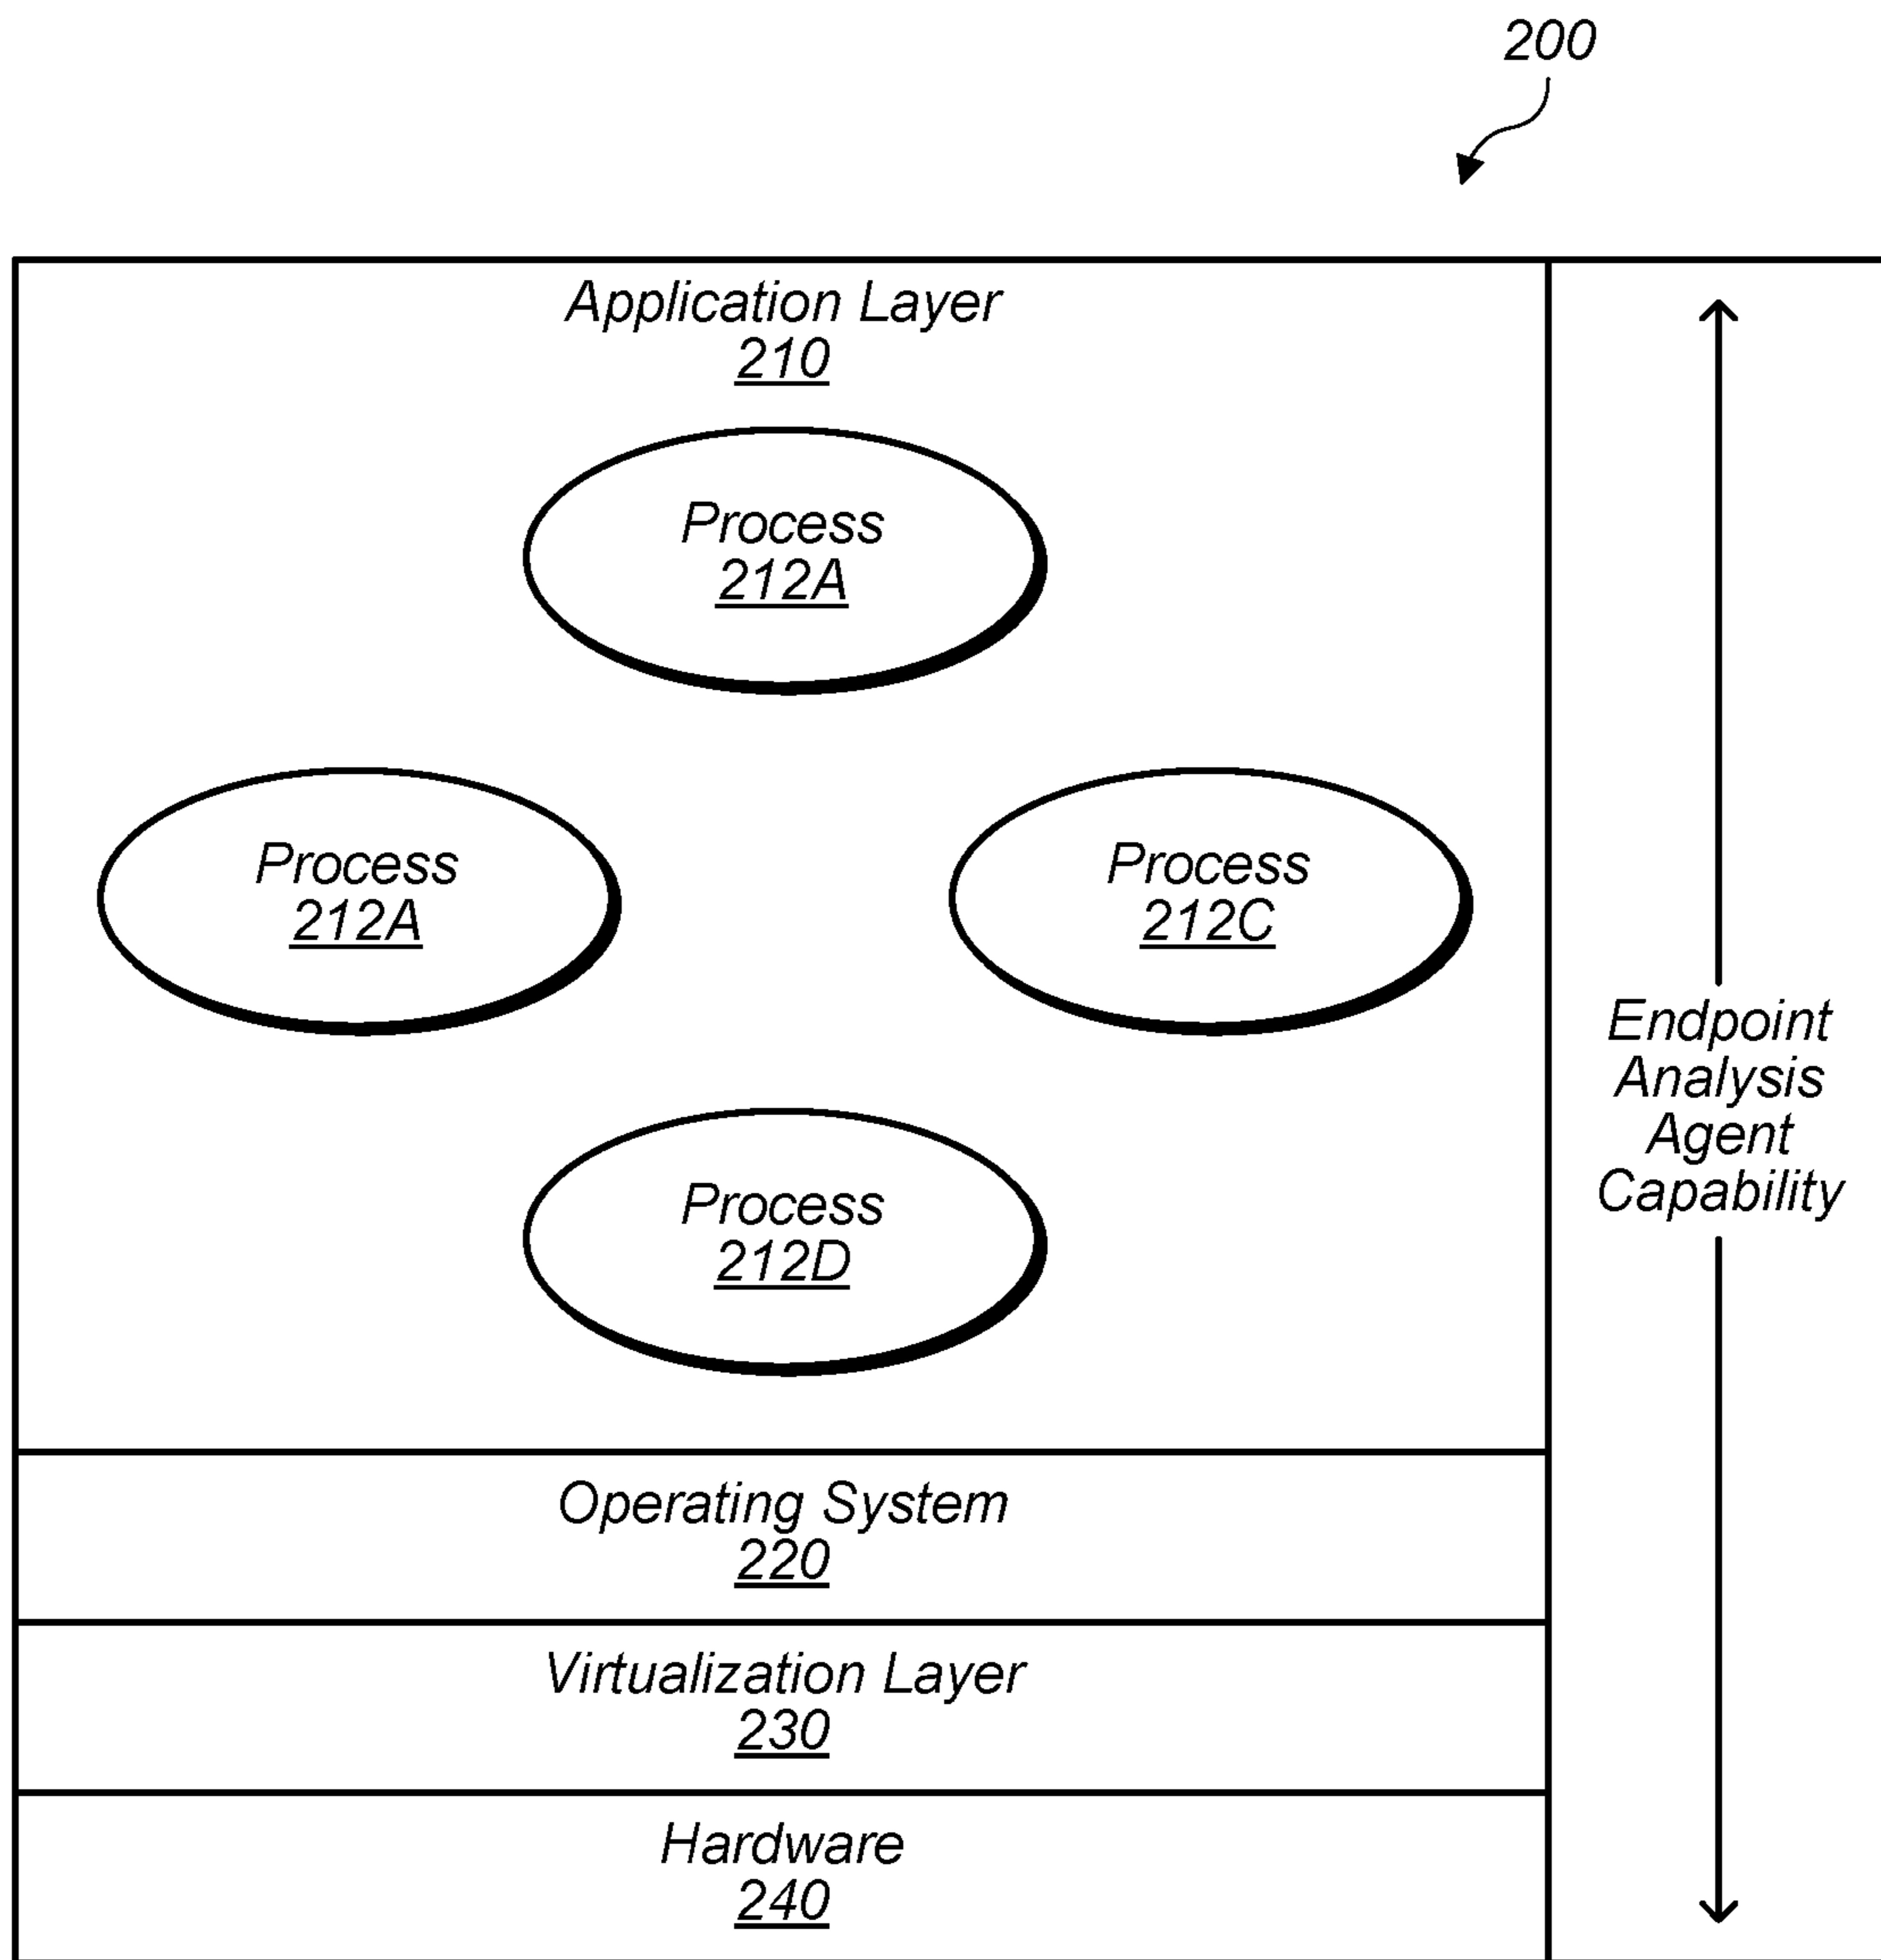 200
Application Layer
210
Process
212A
Process
212A
Process
212C
Process
212D
Endpoint
Analysis
Agent
Capability
Operating System
220
Virtualization Layer
230
Hardware
240